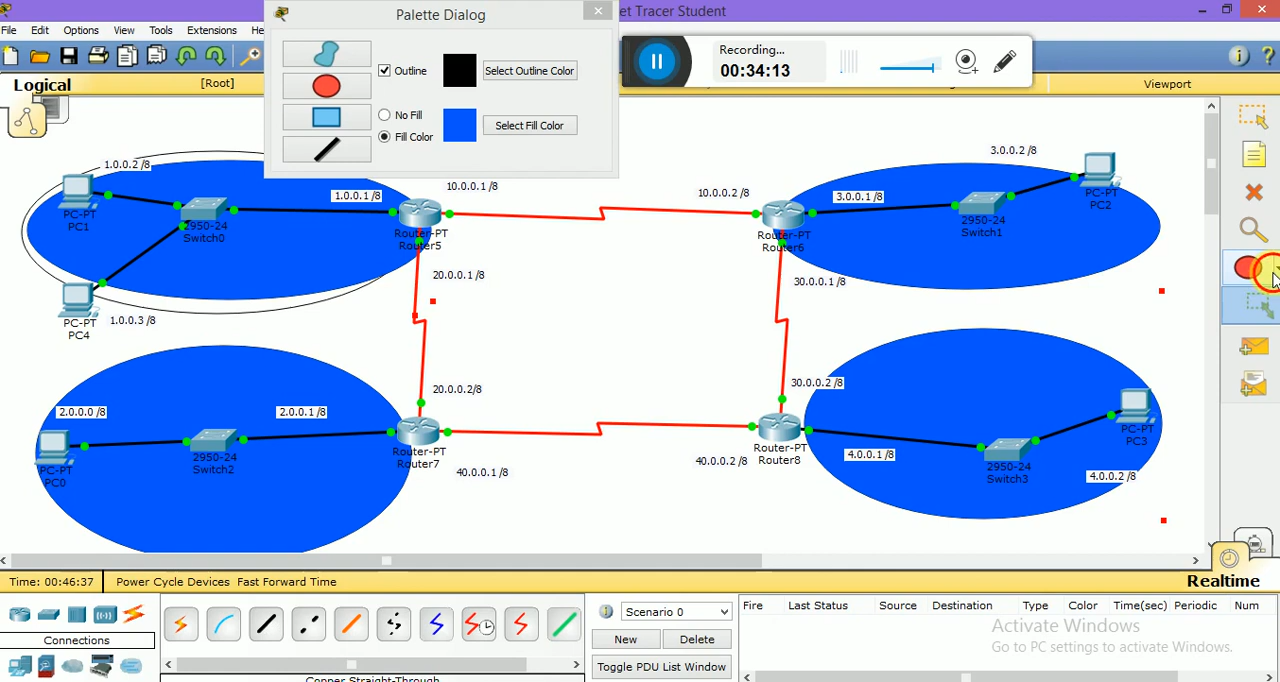 et Tracer Student
Palette Dialog
File Edit Options View Tools Extensions He
Outline
Select Outline Color
No Fill
Fill Color
Select Fill Color
Recording...
00:34:13
Logical
[Root]
Viewport
1.0.0.2 /8
PC-PT
PC1
2950-24
Switch0
1.0.0.1 /8
10.0.0.1 /8
Router-PT
Router5
20.0.0.1 /8
PC-PT
PC4
1.0.0.3 /8
10.0.0.2 /8
Router-PT
Router6
30.0.0.1 /8
3.0.0.1 /8
2950-24
Switch1
3.0.0.2 /8
PC-PT
PC2
2.0.0.0 /8
PC-PT
PC0
2950-24
Switch2
2.0.0.1 /8
20.0.0.2/8
Router-PT
Router7
40.0.0.1 /8
30.0.0.2 /8
Router-PT
Router8
40.0.0.2 /8
4.0.0.1 /8
2950-24
Switch3
PC-PT
PC3
4.0.0.2 /8
Time: 00:46:37 Power Cycle Devices Fast Forward Time
Realtime
Connections
Copper Straight-Through
Scenario 0
New Delete
Toggle PDU List Window
Fire Last Status Source Destination Type Color Time(sec) Periodic Num
Activate Windows
Go to PC settings to activate Windows.